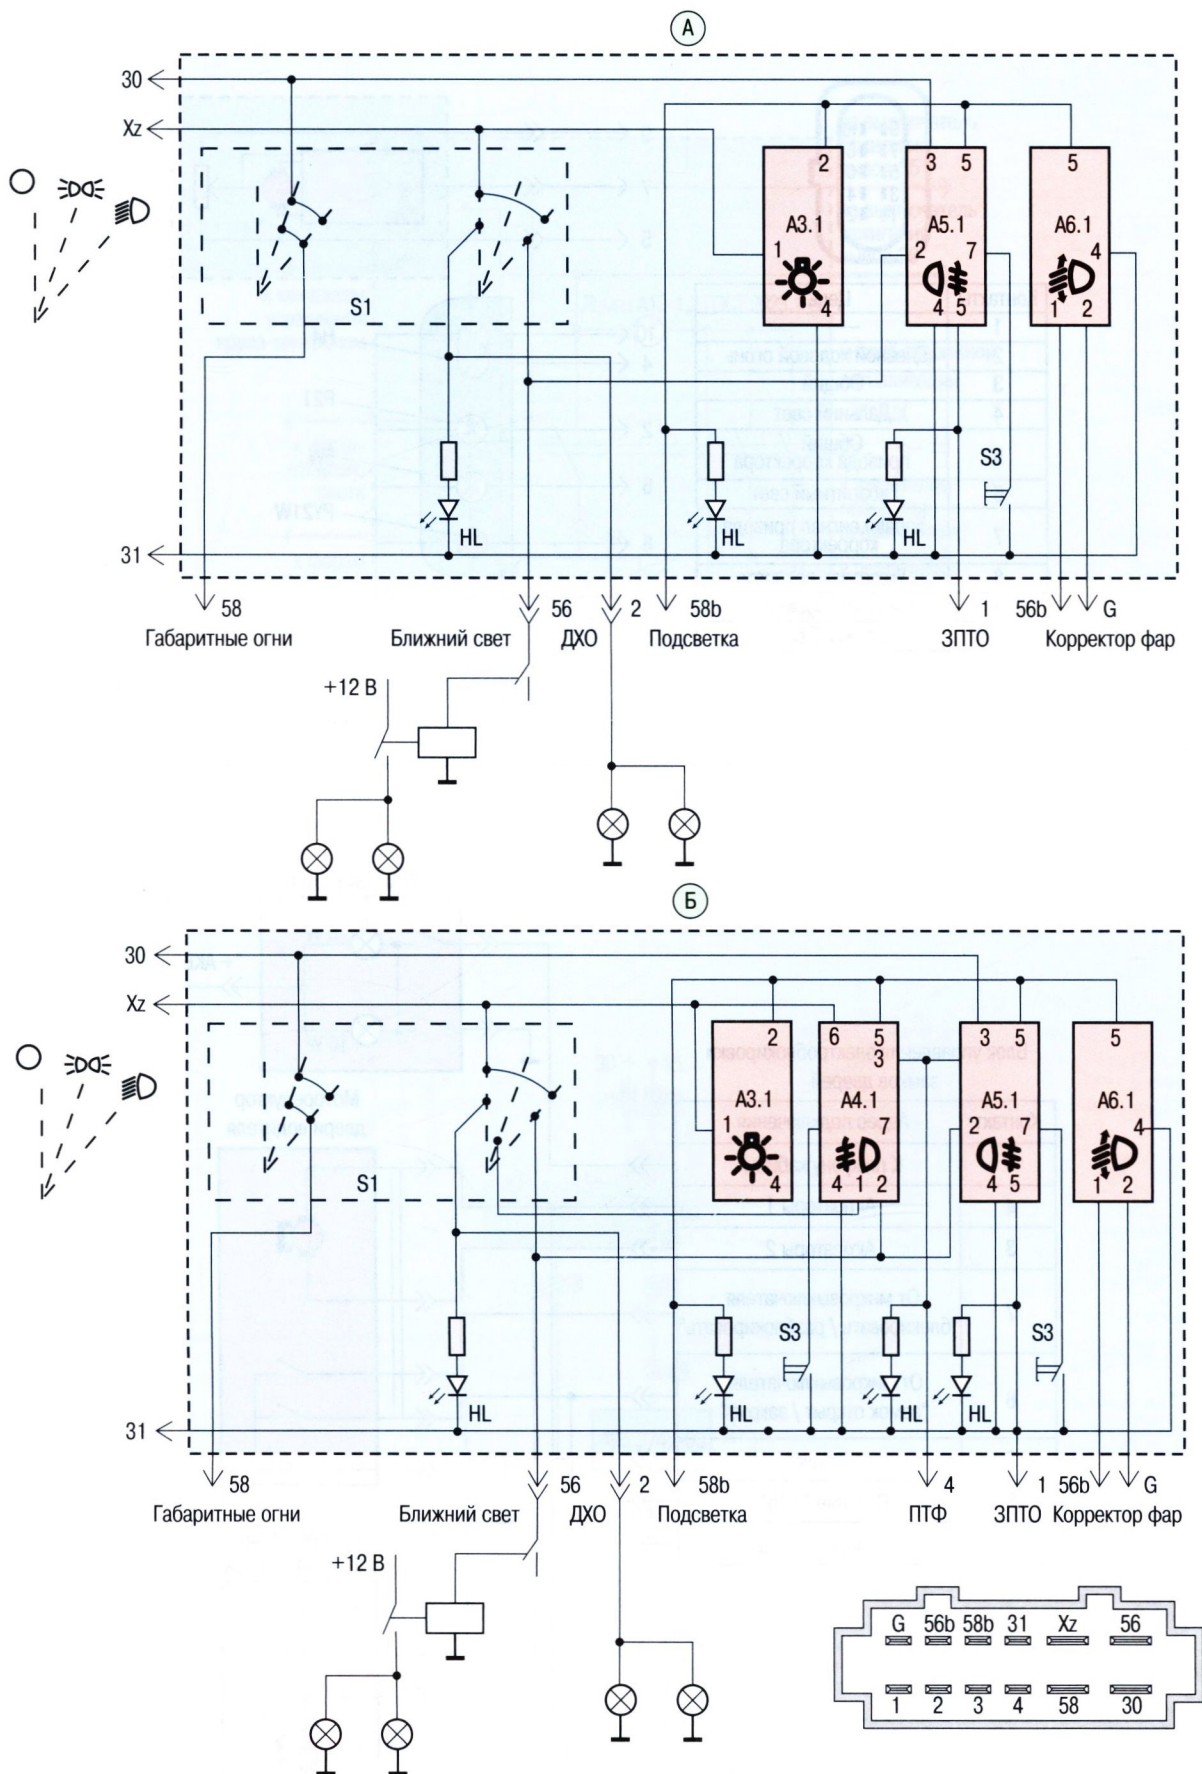 А
30
Xz
2
3 5
5
А3.1
А5.1
А6.1
1
2 7
4
4
4 5
1 2
S1
S3
HL
HL
HL
31
58
56
2
58b
1
56b
G
Габаритные огни
Ближний свет
ДХО
Подсветка
ЗПТО
Корректор фар
+12 В
Б
30
Xz
2
6 5
3
3 5
5
А3.1
А4.1
А5.1
А6.1
1
7
2 7
4
4
4 1 2
4 5
1 2
S1
S3
S3
HL
HL
HL
HL
31
58
56
2
58b
4
1
56b
G
Габаритные огни
Ближний свет
ДХО
Подсветка
ПТФ
ЗПТО
Корректор фар
+12 В
G 56b 58b 31 Xz 56
1 2 3 4 58 30